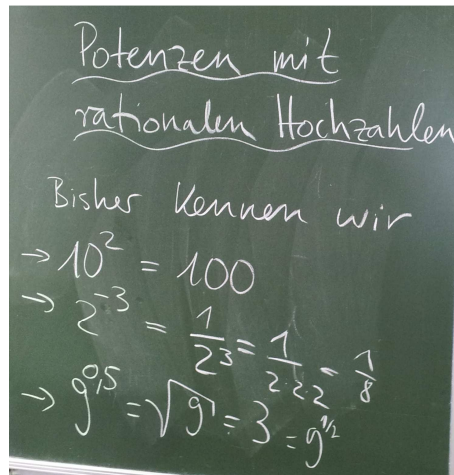 Potenzen mit
rationalen Hochzahlen
Bisher kennen wir
→ 10² = 100
→ 2⁻³ = 1/2³ = 1/(2·2·2) = 1/8
→ 9^0,5 = √9 = 3 = 9^1/2